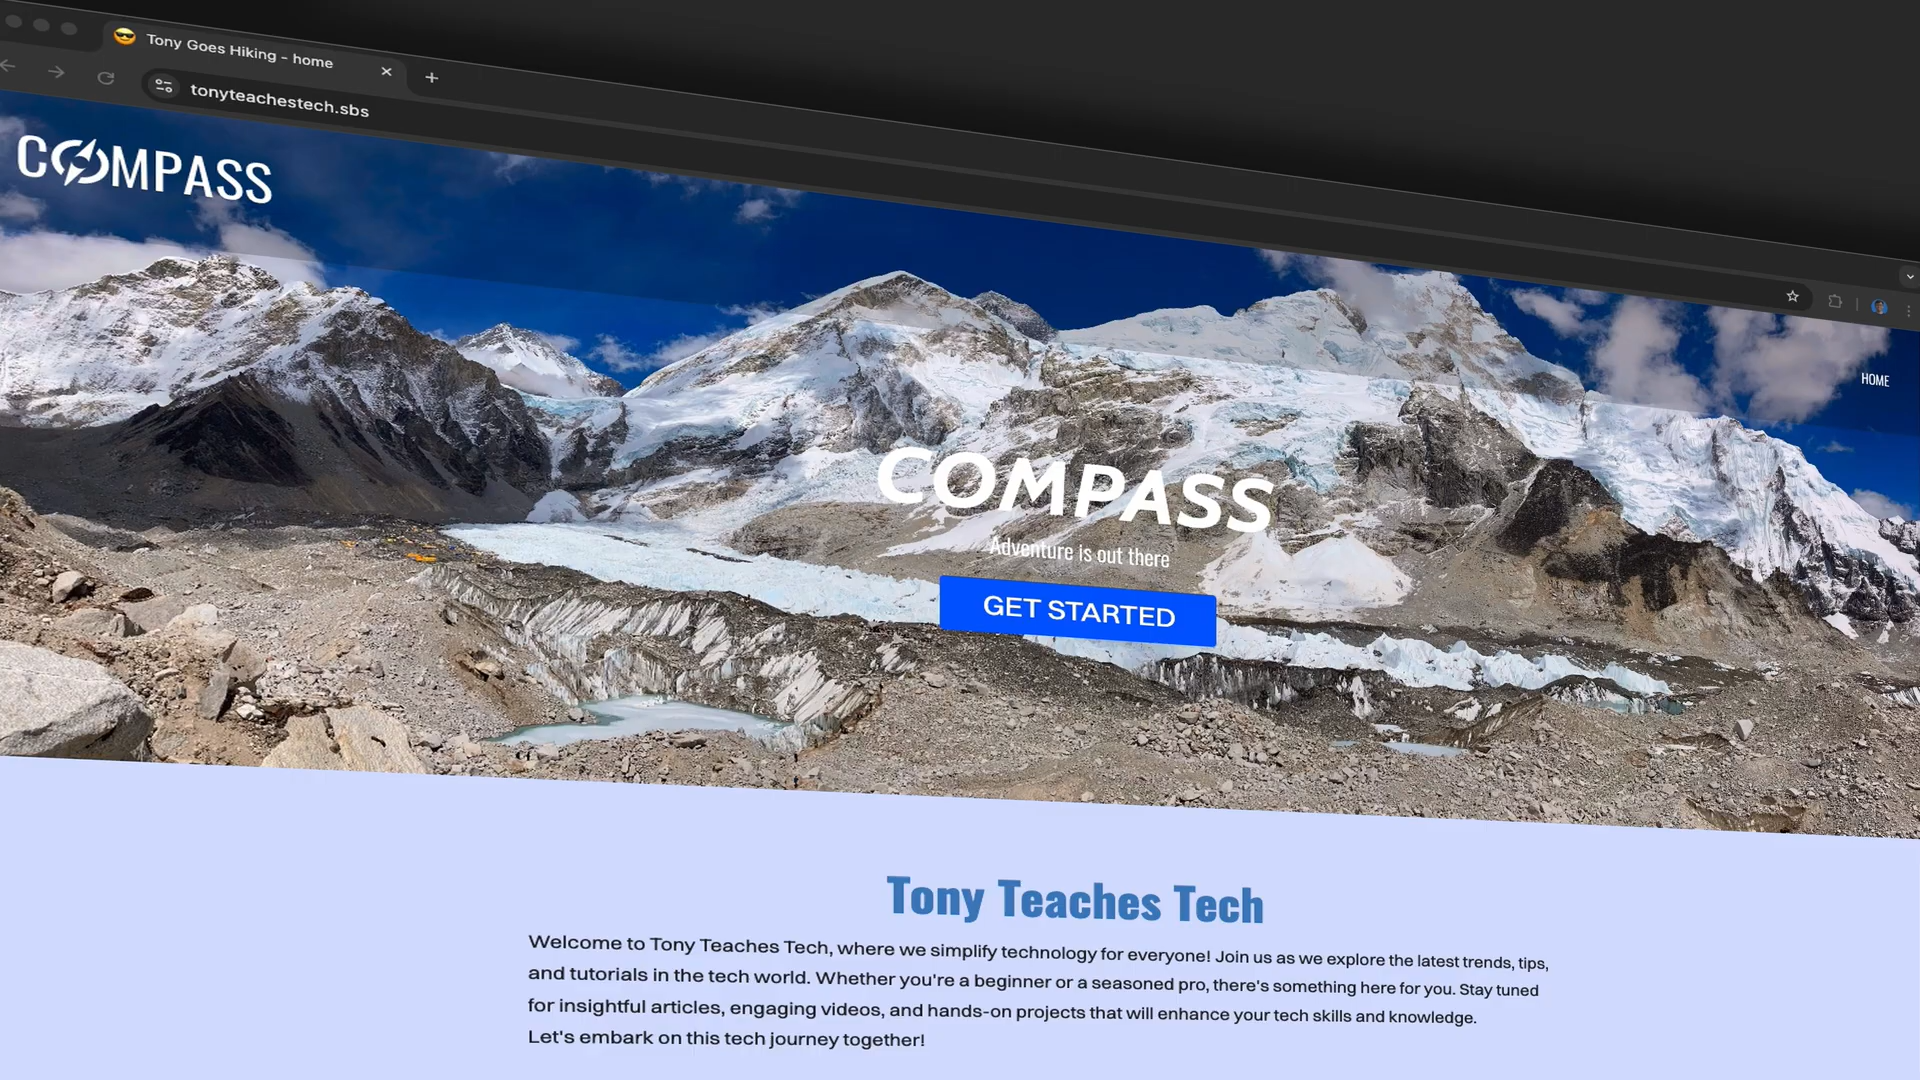 Tony Goes Hiking - home
tonyteachestech.sbs
COMPASS
HOME
COMPASS
Adventure is out there
GET STARTED
Tony Teaches Tech
Welcome to Tony Teaches Tech, where we simplify technology for everyone! Join us as we explore the latest trends, tips,
and tutorials in the tech world. Whether you're a beginner or a seasoned pro, there's something here for you. Stay tuned
for insightful articles, engaging videos, and hands-on projects that will enhance your tech skills and knowledge.
Let's embark on this tech journey together!